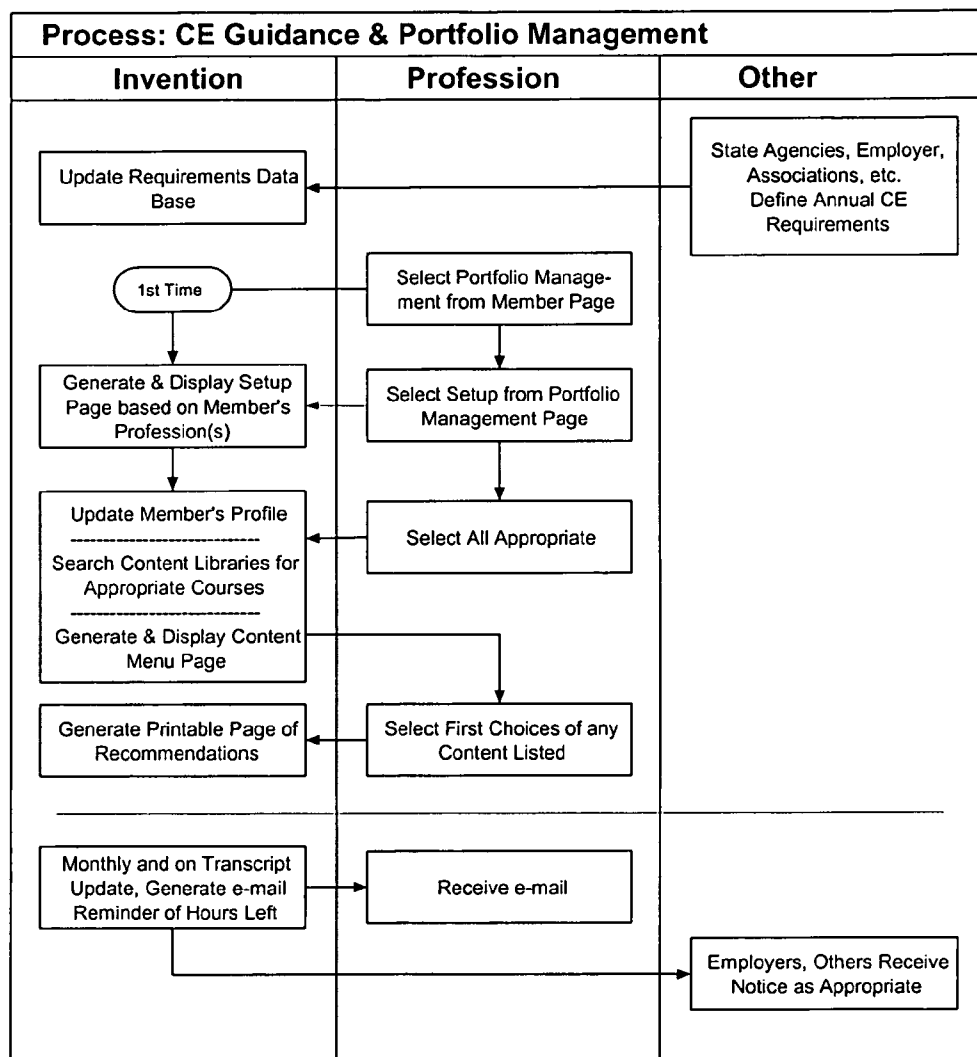 Process: CE Guidance & Portfolio Management
Invention
Profession
Other
State Agencies, Employer,
Associations, etc.
Define Annual CE
Requirements
Update Requirements Data
Base
1st Time
Select Portfolio Manage-
ment from Member Page
Generate & Display Setup
Page based on Member's
Profession(s)
Select Setup from Portfolio
Management Page
Update Member's Profile
Search Content Libraries for
Appropriate Courses
Generate & Display Content
Menu Page
Select All Appropriate
Generate Printable Page of
Recommendations
Select First Choices of any
Content Listed
Monthly and on Transcript
Update, Generate e-mail
Reminder of Hours Left
Receive e-mail
Employers, Others Receive
Notice as Appropriate